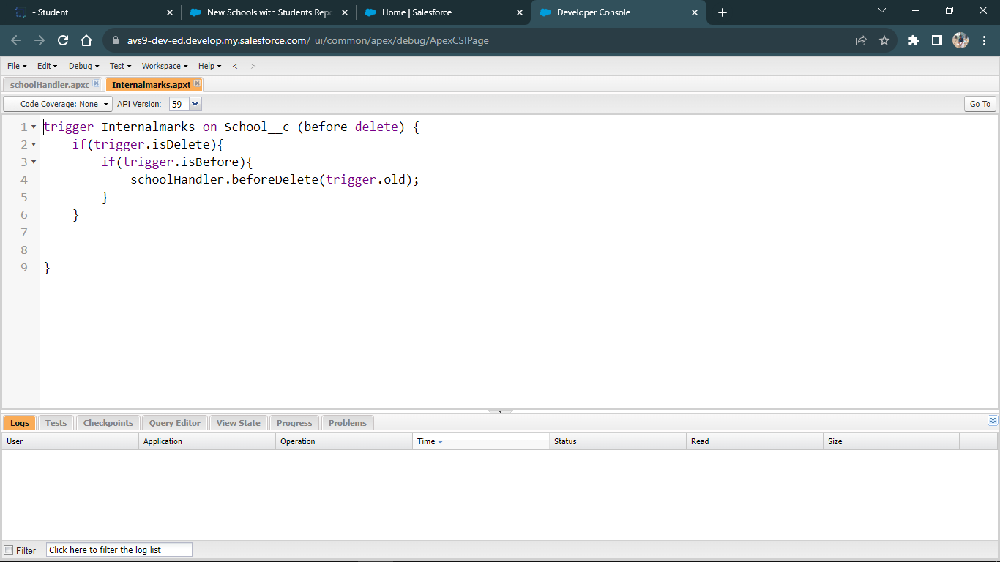 - Student
New Schools with Students Repo
Home | Salesforce
Developer Console
avs9-dev-ed.develop.my.salesforce.com/_ui/common/apex/debug/ApexCSIPage
File Edit Debug Test Workspace Help < >
schoolHandler.apxc Internalmarks.apxt
Code Coverage: None API Version: 59 Go To
1 trigger Internalmarks on School__c (before delete) {
2 if(trigger.isDelete){
3 if(trigger.isBefore){
4 schoolHandler.beforeDelete(trigger.old);
5 }
6 }
7
8
9 }
Logs Tests Checkpoints Query Editor View State Progress Problems
User Application Operation Time Status Read Size
Filter Click here to filter the log list